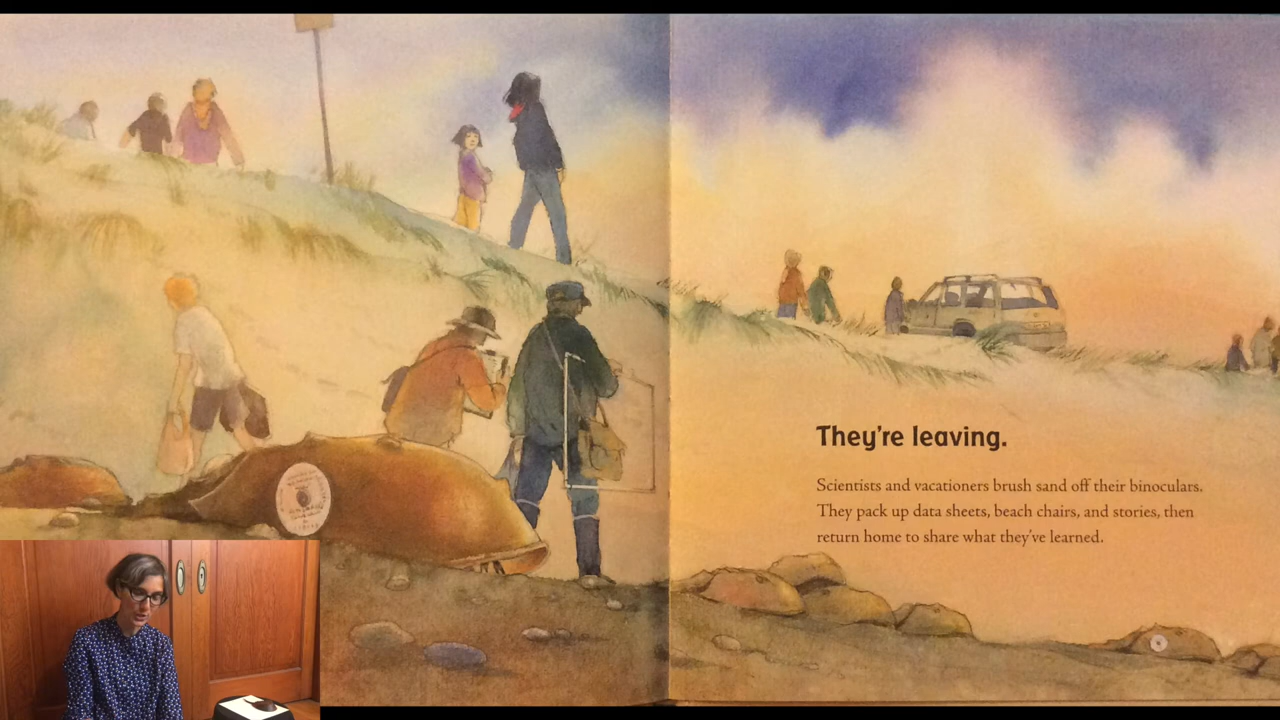 They're leaving.
Scientists and vacationers brush sand off their binoculars.
They pack up data sheets, beach chairs, and stories, then
return home to share what they've learned.